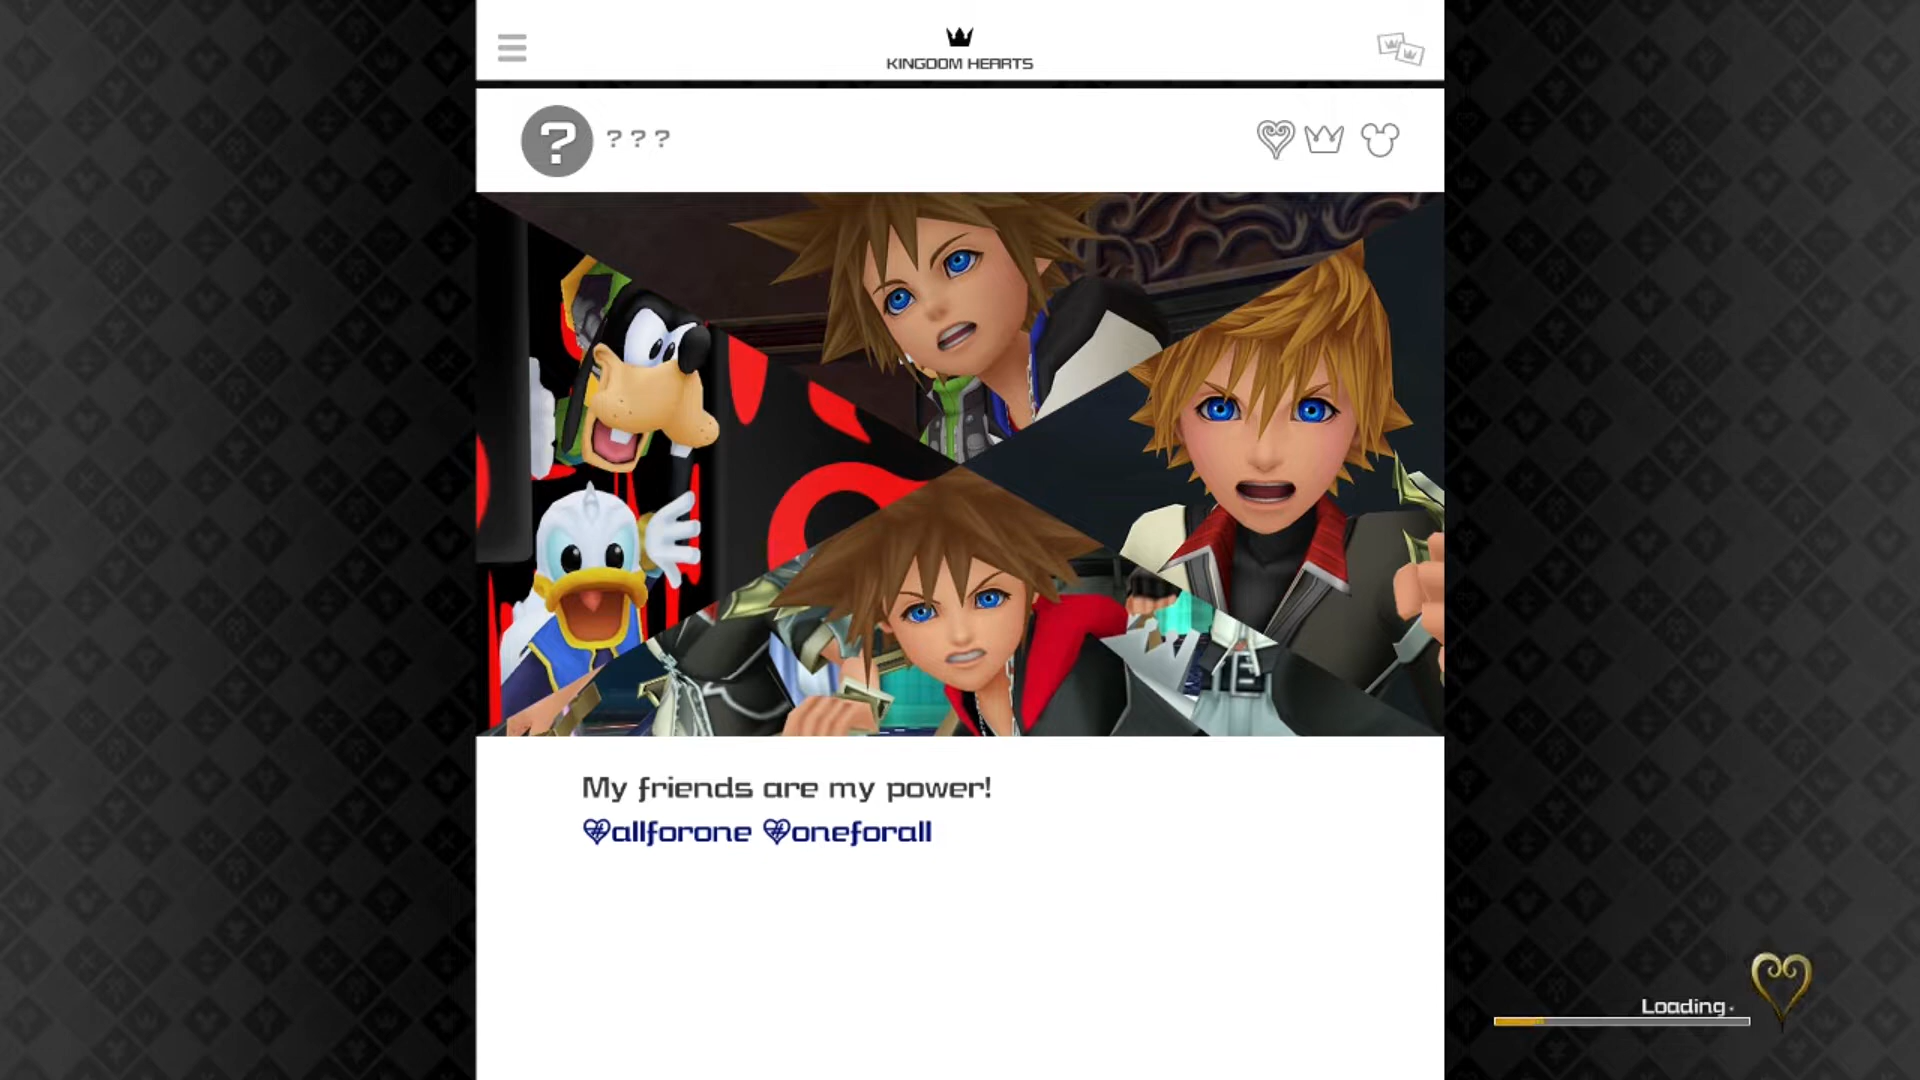 KINGDOM HEARTS
? ? ? ?
My friends are my power!
#allforone #oneforall
Loading.